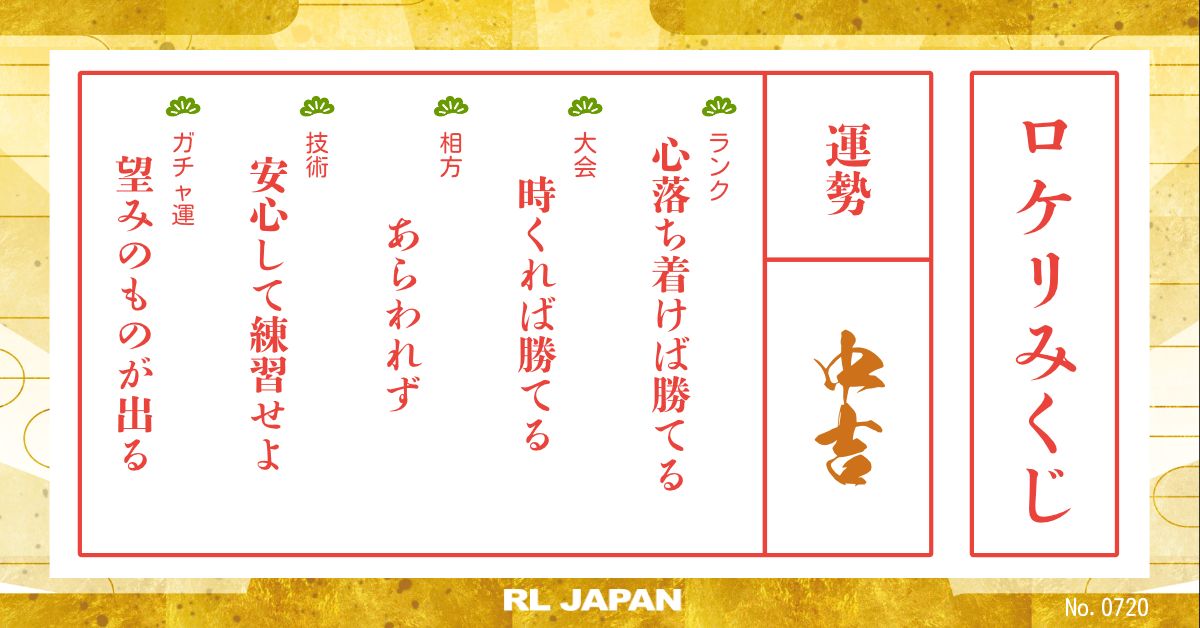 ロケリみくじ
運勢
中吉
ランク
心落ち着けば勝てる
大会
時くれば勝てる
相方
あらわれず
技術
安心して練習せよ
ガチャ運
望みのものが出る
RL JAPAN
No. 0720